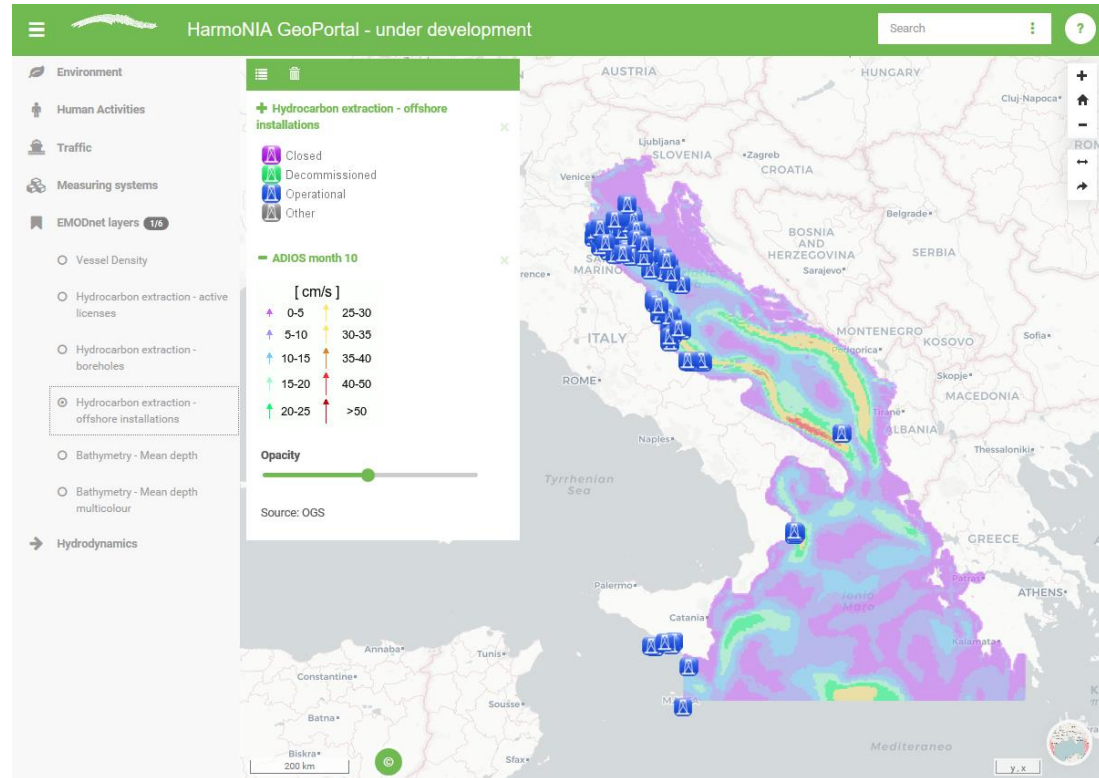 HarmoNIA GeoPortal - under development
Search
?
Environment
Human Activities
Traffic
Measuring systems
EMODnet layers 1/6
Vessel Density
Hydrocarbon extraction - active
licenses
Hydrocarbon extraction -
boreholes
Hydrocarbon extraction -
offshore installations
Bathymetry - Mean depth
Bathymetry - Mean depth
multicolour
Hydrodynamics
Hydrocarbon extraction - offshore
installations
Closed
Decommissioned
Operational
Other
ADIOS month 10
[ cm/s ]
0-5 25-30
5-10 30-35
10-15 35-40
15-20 40-50
20-25 >50
Opacity
Source: OGS
AUSTRIA
HUNGARY
Cluj-Napoca
Ljubljana
SLOVENIA
Zagreb
CROATIA
Venice
Belgrade
BOSNIA
AND
HERZEGOVINA
SERBIA
Sarajevo
MARINO
ITALY
MONTENEGRO
KOSOVO
Sofia
Podgorica
Skopje
MACEDONIA
ROME
Tiranë
ALBANIA
Naples
Thessaloniki
Tyrrhenian
Sea
GREECE
Palermo
Patras
ATHENS
Ionio
Mare
Catania
Kalamata
Annaba
Tunis
Constantine
Sousse
Batna
Biskra
Sfax
Mediteraneo
200 km
©
y, x